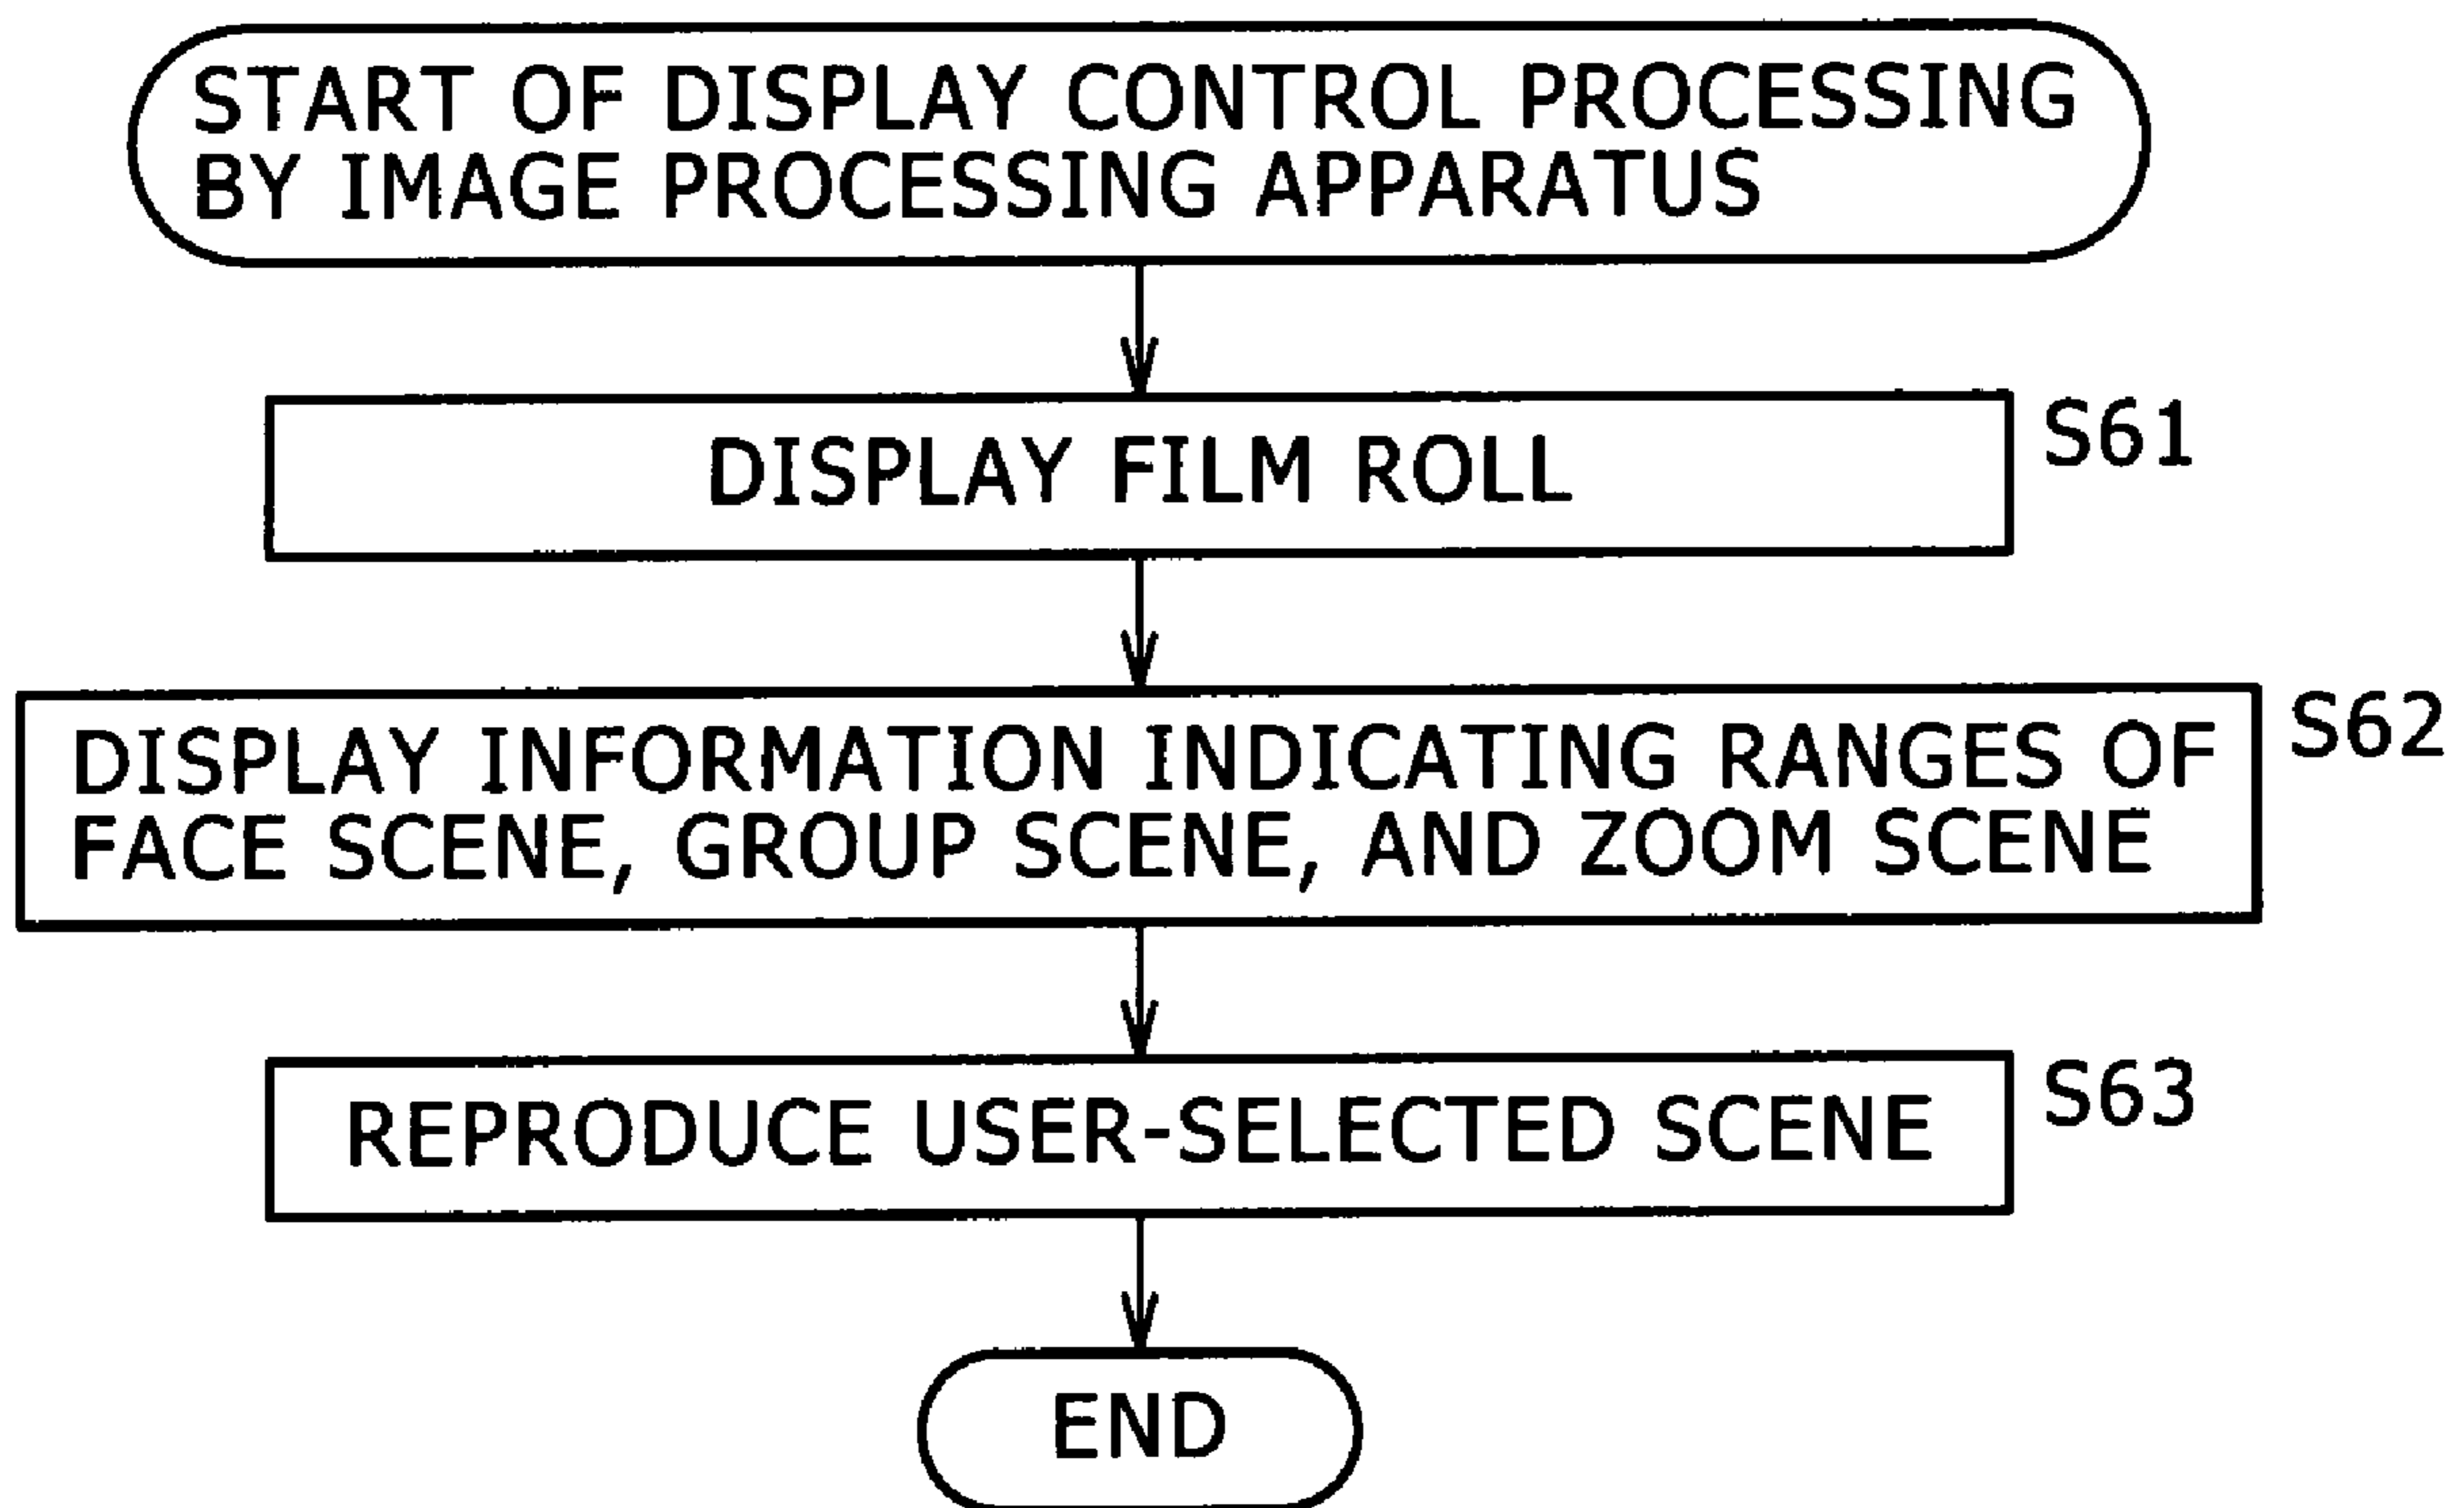 START OF DISPLAY CONTROL PROCESSING
BY IMAGE PROCESSING APPARATUS
DISPLAY FILM ROLL
S61
DISPLAY INFORMATION INDICATING RANGES OF
FACE SCENE, GROUP SCENE, AND ZOOM SCENE
S62
REPRODUCE USER-SELECTED SCENE
S63
END